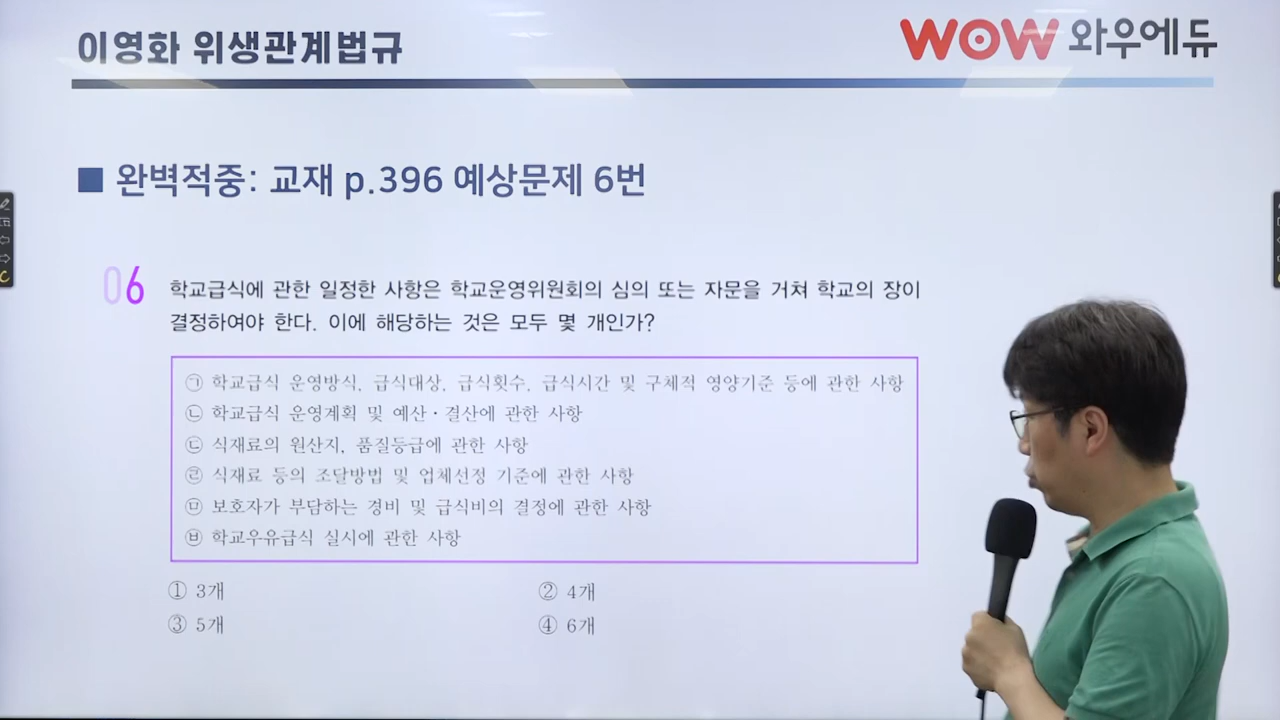 이영화 위생관계법규
WOW 와우에듀
■ 완벽적중: 교재 p.396 예상문제 6번
06 학교급식에 관한 일정한 사항은 학교운영위원회의 심의 또는 자문을 거쳐 학교의 장이
결정하여야 한다. 이에 해당하는 것은 모두 몇 개인가?
㉠ 학교급식 운영방식, 급식대상, 급식횟수, 급식시간 및 구체적 영양기준 등에 관한 사항
㉡ 학교급식 운영계획 및 예산·결산에 관한 사항
㉢ 식재료의 원산지, 품질등급에 관한 사항
㉣ 식재료 등의 조달방법 및 업체선정 기준에 관한 사항
㉤ 보호자가 부담하는 경비 및 급식비의 결정에 관한 사항
㉥ 학교우유급식 실시에 관한 사항
① 3개 ② 4개
③ 5개 ④ 6개